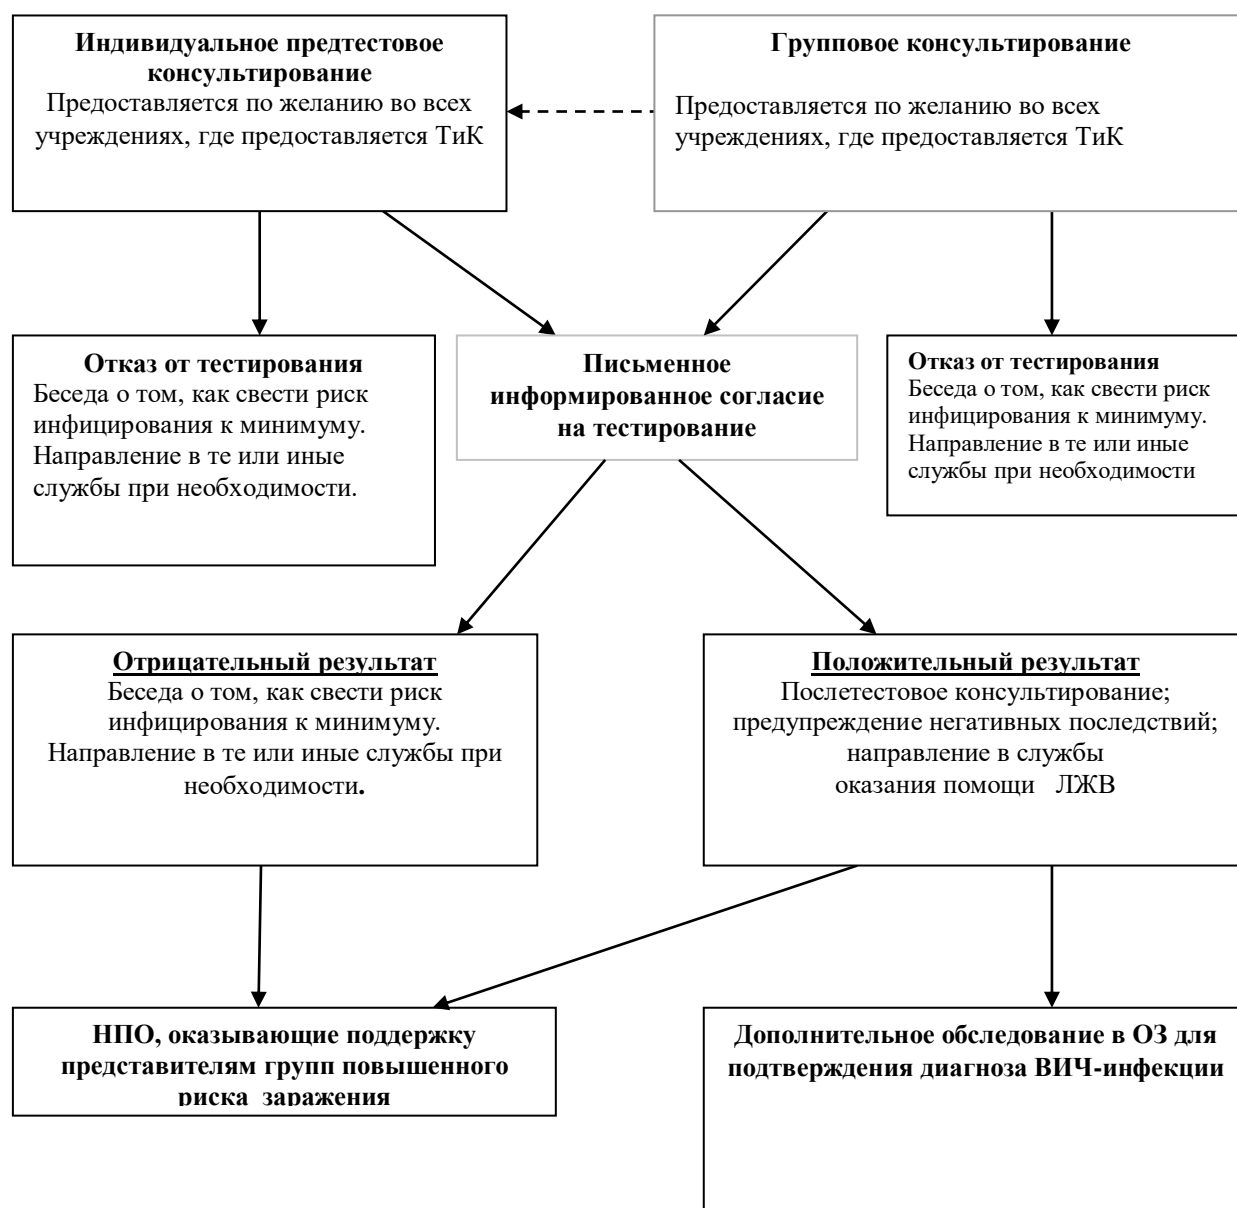 Индивидуальное предтестовое
консультирование
Предоставляется по желанию во всех
учреждениях, где предоставляется ТиК
Групповое консультирование
Предоставляется по желанию во всех
учреждениях, где предоставляется ТиК
Отказ от тестирования
Беседа о том, как свести риск
инфицирования к минимуму.
Направление в те или иные
службы при необходимости.
Письменное
информированное согласие
на тестирование
Отказ от тестирования
Беседа о том, как свести риск
инфицирования к минимуму.
Направление в те или иные
службы при необходимости
Отрицательный результат
Беседа о том, как свести риск
инфицирования к минимуму.
Направление в те или иные службы при
необходимости.
Положительный результат
Послетестовое консультирование;
предупреждение негативных последствий;
направление в службы
оказания помощи ЛЖВ
НПО, оказывающие поддержку
представителям групп повышенного
риска заражения
Дополнительное обследование в ОЗ для
подтверждения диагноза ВИЧ-инфекции